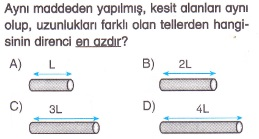 Aynı maddeden yapılmış, kesit alanları aynı
olup, uzunlukları farklı olan tellerden hangi-
sinin direnci en azdır?
A) L B) 2L
C) 3L D) 4L